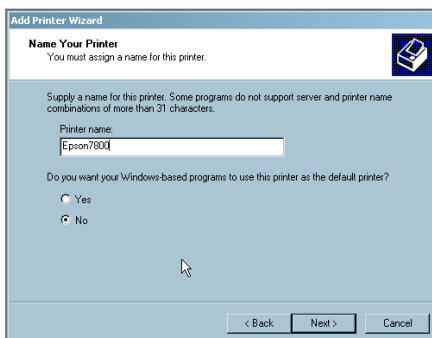 Add Printer Wizard
Name Your Printer
You must assign a name for this printer.
Supply a name for this printer. Some programs do not support server and printer name
combinations of more than 31 characters.
Printer name:
Epson7800
Do you want your Windows-based programs to use this printer as the default printer?
Yes
No
< Back
Next >
Cancel